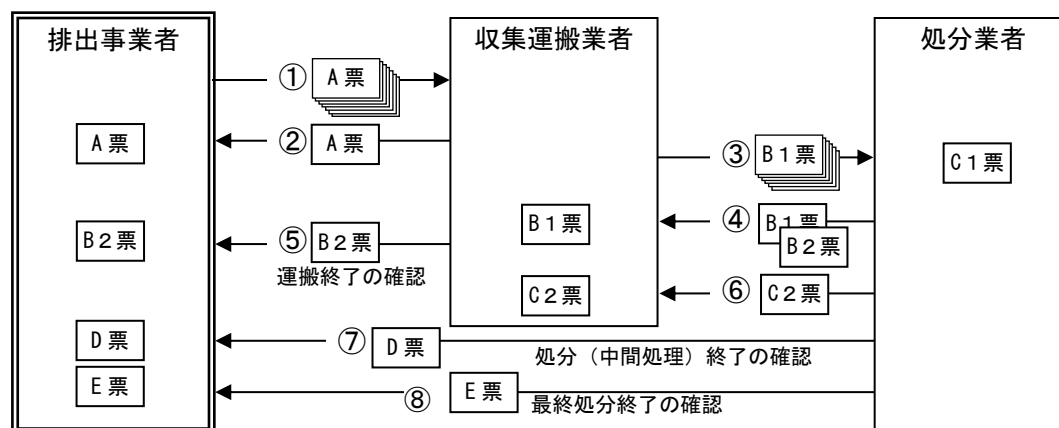 排出事業者
収集運搬業者
処分業者
① A票
A票
② A票
③ B1票
C1票
B2票
⑤ B2票
運搬終了の確認
B1票
④ B1票
B2票
C2票
⑥ C2票
D票
⑦ D票
処分（中間処理）終了の確認
E票
⑧ E票
最終処分終了の確認